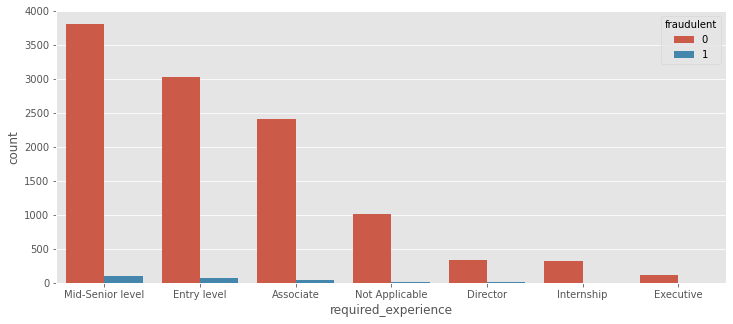 4000
3500
3000
2500
2000
1500
1000
500
0
count
Mid-Senior level
Entry level
Associate
Not Applicable
Director
Internship
Executive
required_experience
fraudulent
0
1